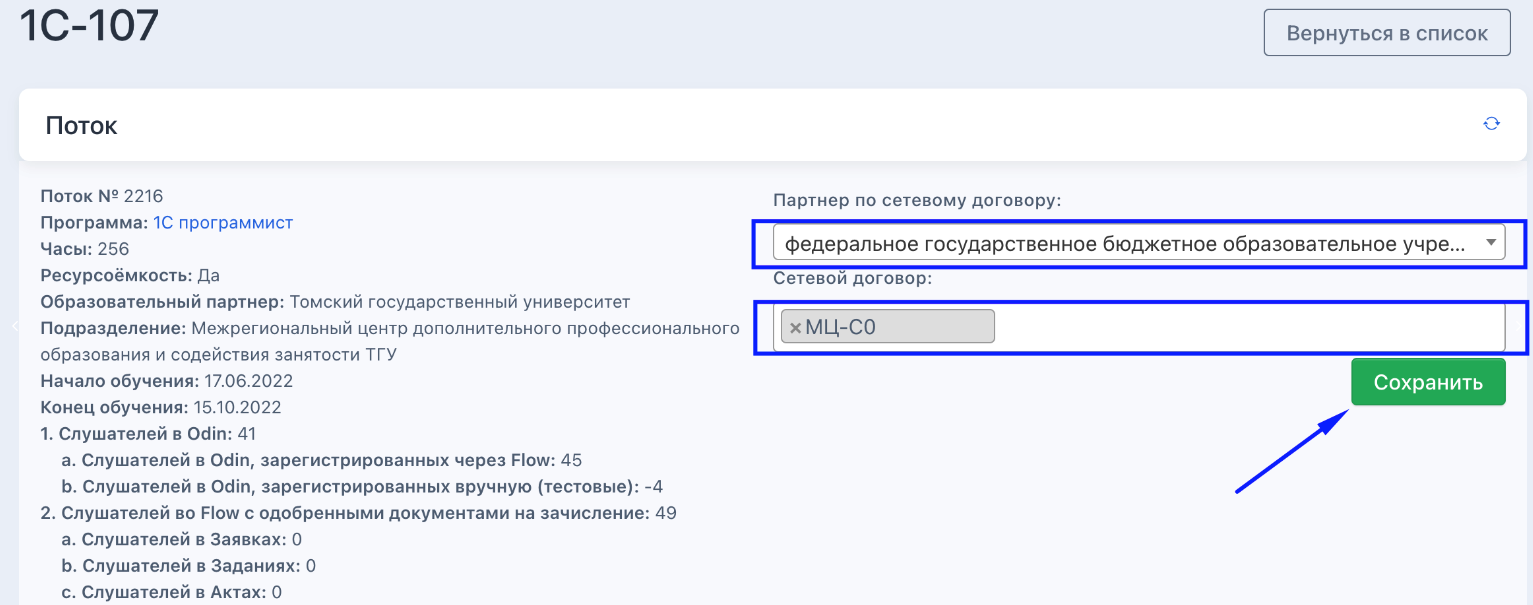 1С-107
Вернуться в список
Поток
Поток № 2216
Программа: 1С программист
Часы: 256
Ресурсоёмкость: Да
Образовательный партнер: Томский государственный университет
Подразделение: Межрегиональный центр дополнительного профессионального
образования и содействия занятости ТГУ
Начало обучения: 17.06.2022
Конец обучения: 15.10.2022
1. Слушателей в Odin: 41
a. Слушателей в Odin, зарегистрированных через Flow: 45
b. Слушателей в Odin, зарегистрированных вручную (тестовые): -4
2. Слушателей во Flow с одобренными документами на зачисление: 49
a. Слушателей в Заявках: 0
b. Слушателей в Заданиях: 0
c. Слушателей в Актах: 0
Партнер по сетевому договору:
федеральное государственное бюджетное образовательное учре...
Сетевой договор:
×МЦ-С0
Сохранить